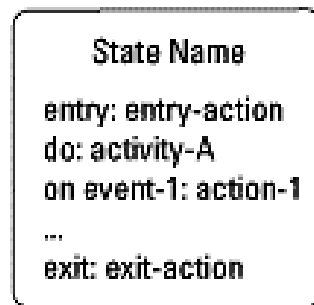 State Name
entry: entry-action
do: activity-A
on event-1: action-1
...
exit: exit-action